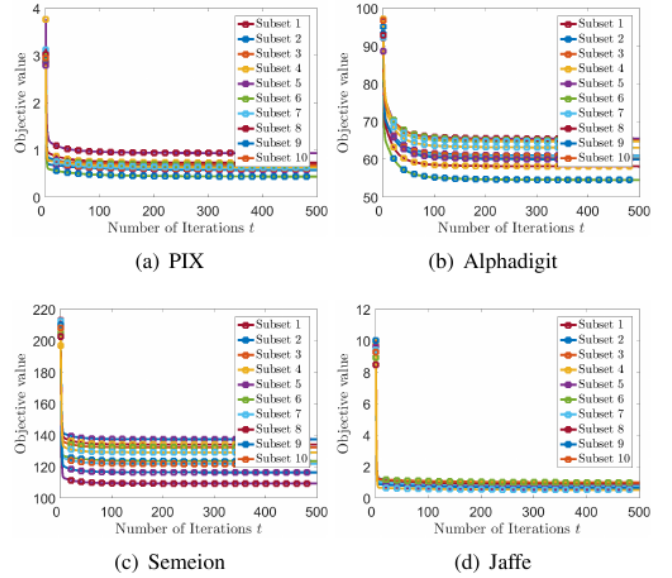 4
3
2
1
0
Objective value
0 100 200 300 400 500
Number of Iterations t
Subset 1
Subset 2
Subset 3
Subset 4
Subset 5
Subset 6
Subset 7
Subset 8
Subset 9
Subset 10
(a) PIX
100
90
80
70
60
50
Objective value
0 100 200 300 400 500
Number of Iterations t
Subset 1
Subset 2
Subset 3
Subset 4
Subset 5
Subset 6
Subset 7
Subset 8
Subset 9
Subset 10
(b) Alphadigit
220
200
180
160
140
120
100
Objective value
0 100 200 300 400 500
Number of Iterations t
Subset 1
Subset 2
Subset 3
Subset 4
Subset 5
Subset 6
Subset 7
Subset 8
Subset 9
Subset 10
(c) Semeion
12
10
8
6
4
2
0
Objective value
0 100 200 300 400 500
Number of Iterations t
Subset 1
Subset 2
Subset 3
Subset 4
Subset 5
Subset 6
Subset 7
Subset 8
Subset 9
Subset 10
(d) Jaffe